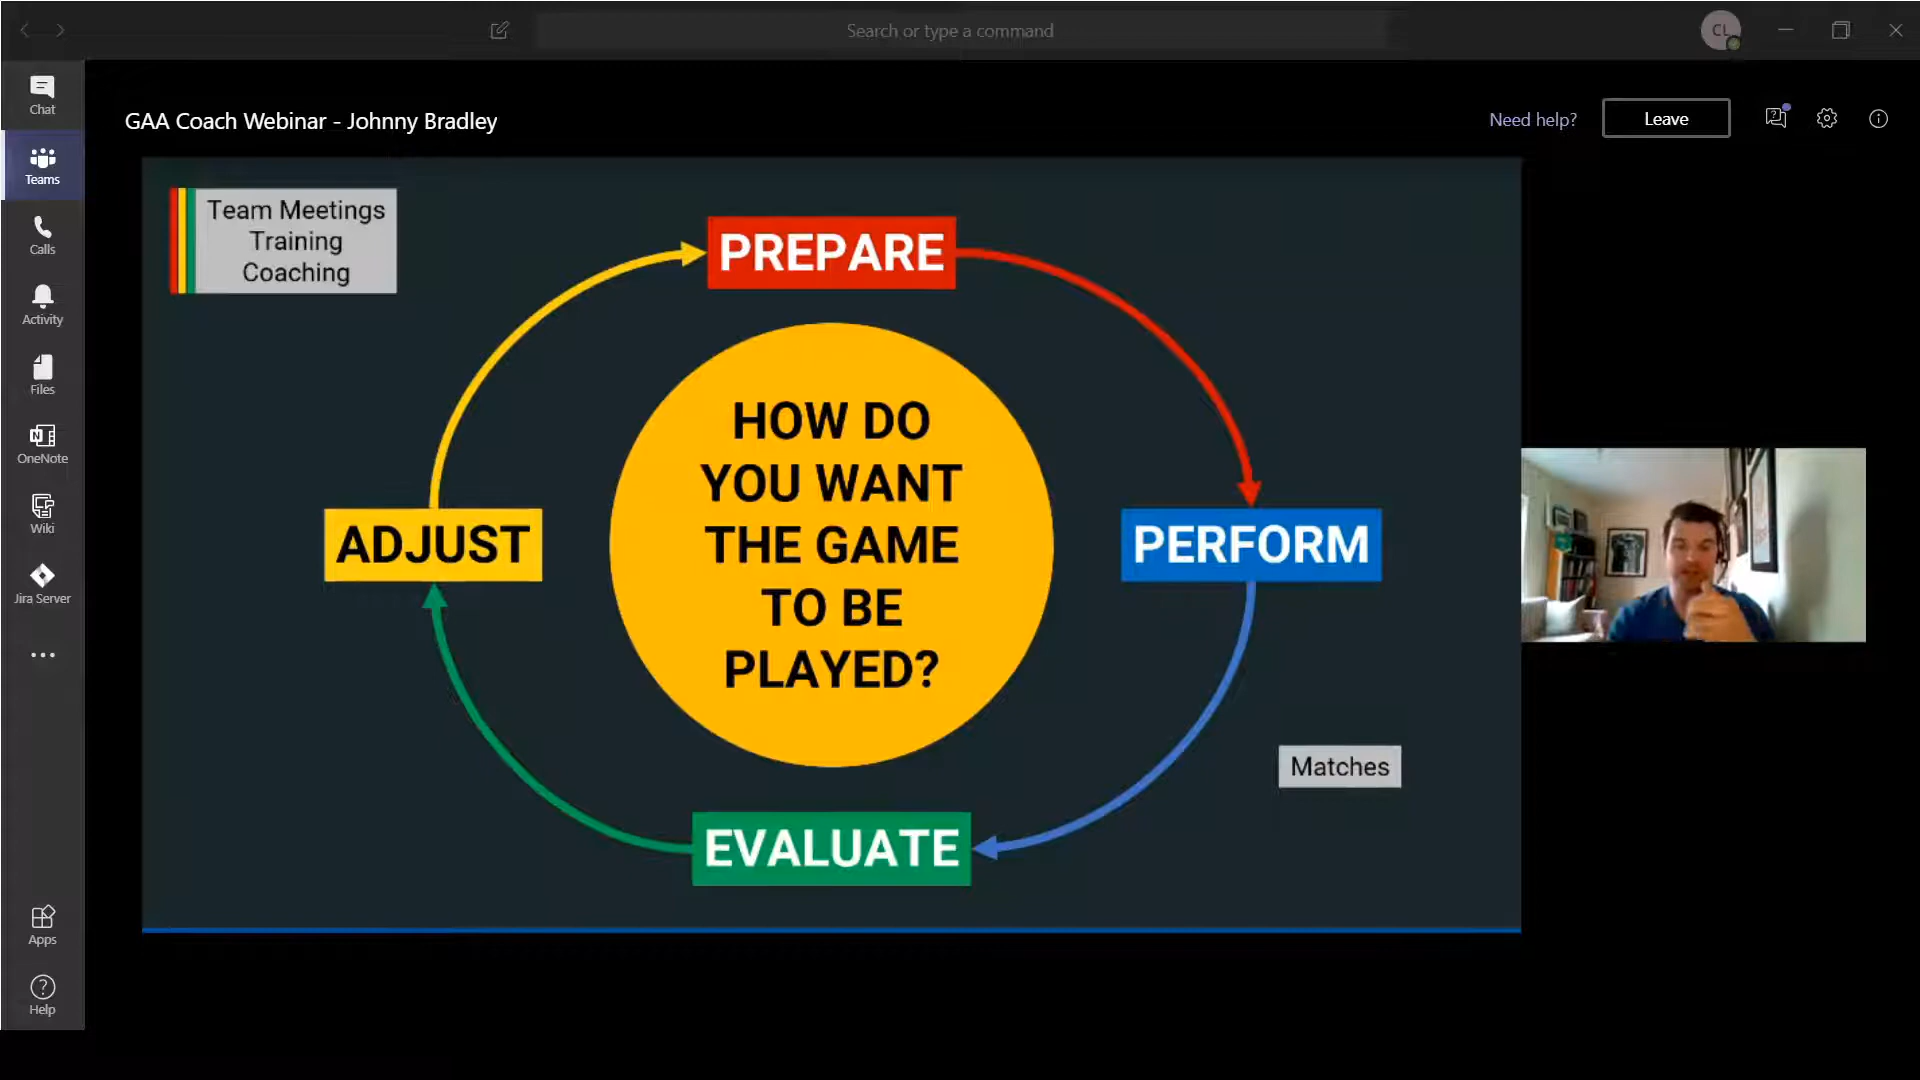 Search or type a command
CL
Chat
Teams
Calls
Activity
Files
OneNote
Wiki
Jira Server
Apps
Help
GAA Coach Webinar - Johnny Bradley
Need help?
Leave
Team Meetings
Training
Coaching
PREPARE
HOW DO
YOU WANT
THE GAME
TO BE
PLAYED?
ADJUST
PERFORM
Matches
EVALUATE